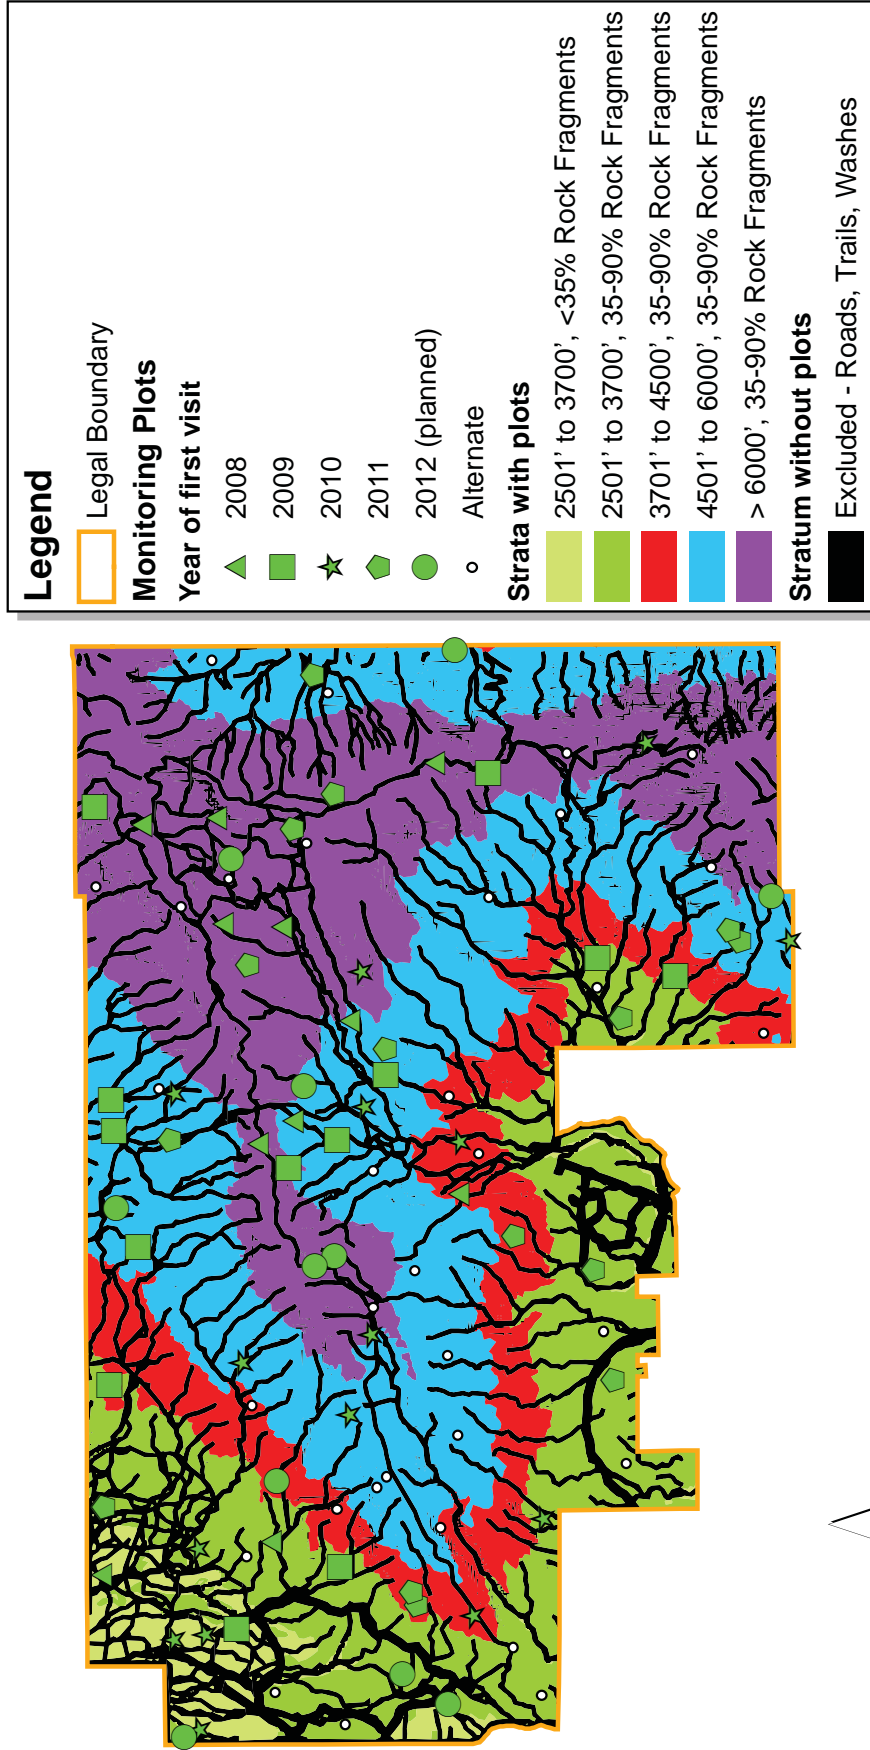 Legend
Legal Boundary
Monitoring Plots
Year of first visit
2008
2009
2010
2011
2012 (planned)
Alternate
Strata with plots
2501’ to 3700’, <35% Rock Fragments
2501’ to 3700’, 35-90% Rock Fragments
3701’ to 4500’, 35-90% Rock Fragments
4501’ to 6000’, 35-90% Rock Fragments
> 6000’, 35-90% Rock Fragments
Stratum without plots
Excluded - Roads, Trails, Washes